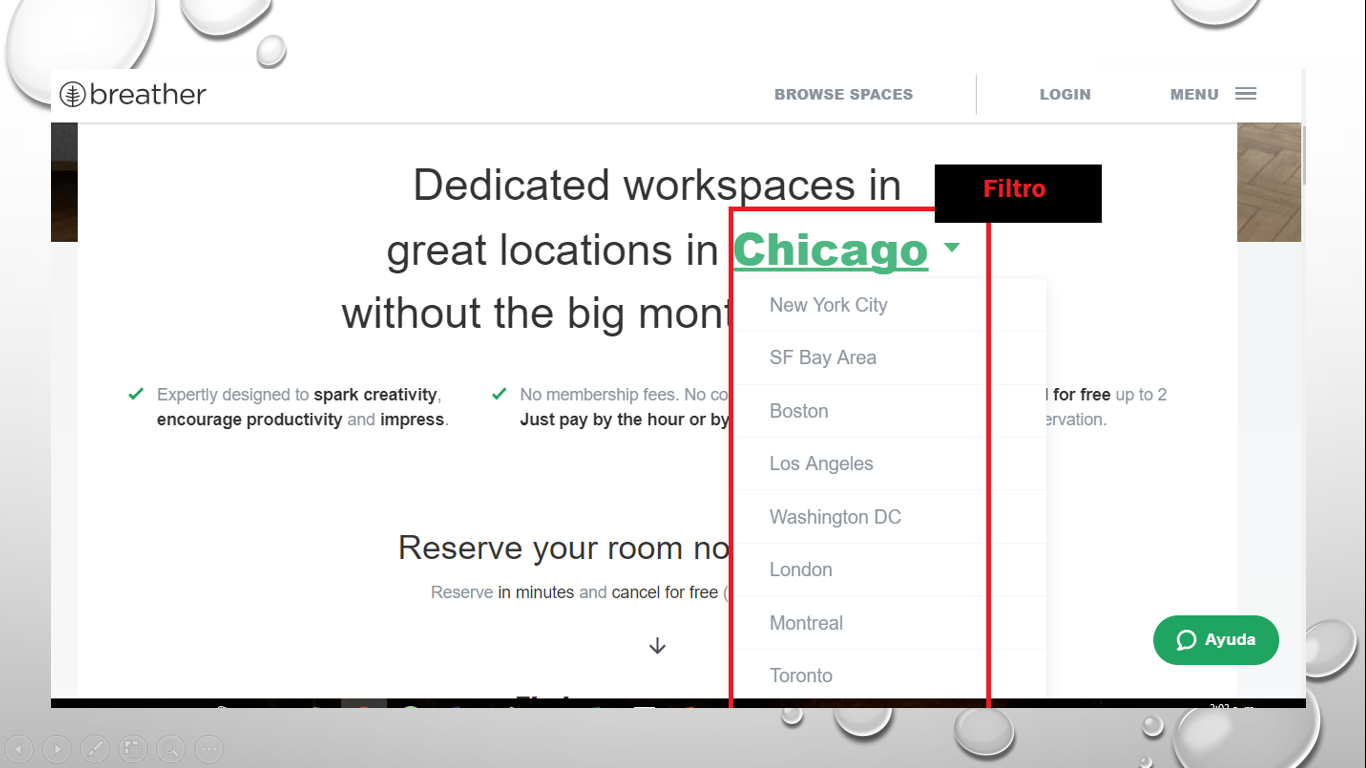 breather
BROWSE SPACES
LOGIN
MENU
Filtro
Dedicated workspaces in
great locations in Chicago
without the big mont
New York City
SF Bay Area
Boston
Los Angeles
Washington DC
London
Montreal
Toronto
Expertly designed to spark creativity,
encourage productivity and impress.
No membership fees. No co
Just pay by the hour or by
for free up to 2
ervation.
Reserve your room no
Reserve in minutes and cancel for free (
Ayuda